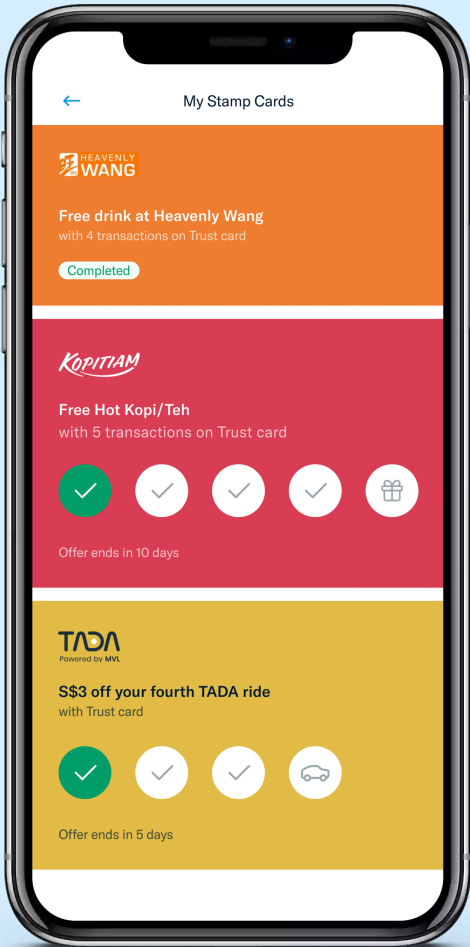 My Stamp Cards
HEAVENLY
WANG
Free drink at Heavenly Wang
with 4 transactions on Trust card
Completed
KOPITIAM
Free Hot Kopi/Teh
with 5 transactions on Trust card
Offer ends in 10 days
TADA
Powered by MVL
S$3 off your fourth TADA ride
with Trust card
Offer ends in 5 days